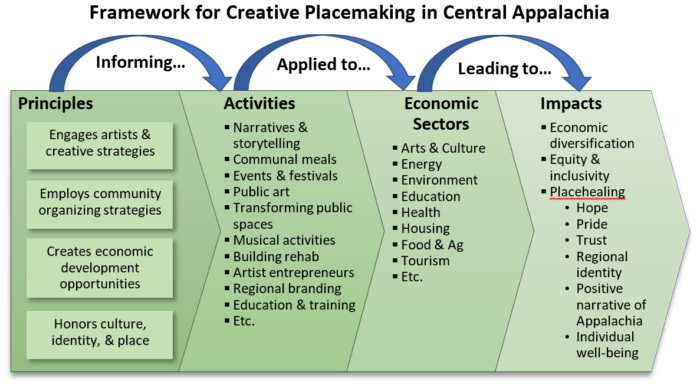 Framework for Creative Placemaking in Central Appalachia
Informing...
Applied to...
Leading to...
Principles
Engages artists &
creative strategies
Employs community
organizing strategies
Creates economic
development
opportunities
Honors culture,
identity, & place
Activities
▪ Narratives &
storytelling
▪ Communal meals
▪ Events & festivals
▪ Public art
▪ Transforming public
spaces
▪ Musical activities
▪ Building rehab
▪ Artist entrepreneurs
▪ Regional branding
▪ Education & training
▪ Etc.
Economic
Sectors
▪ Arts & Culture
▪ Energy
▪ Environment
▪ Education
▪ Health
▪ Housing
▪ Food & Ag
▪ Tourism
▪ Etc.
Impacts
▪ Economic
diversification
▪ Equity &
inclusivity
▪ Placehealing
• Hope
• Pride
• Trust
• Regional
identity
• Positive
narrative of
Appalachia
• Individual
well-being